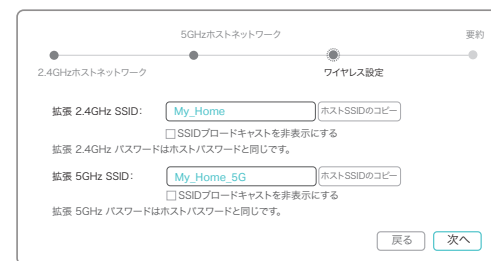 5GHzホストネットワーク 要約
2.4GHzホストネットワーク ワイヤレス設定
拡張 2.4GHz SSID: My_Home ホストSSIDのコピー
SSIDブロードキャストを非表示にする
拡張 2.4GHz パスワードはホストパスワードと同じです。
拡張 5GHz SSID: My_Home_5G ホストSSIDのコピー
SSIDブロードキャストを非表示にする
拡張 5GHz パスワードはホストパスワードと同じです。
戻る 次へ